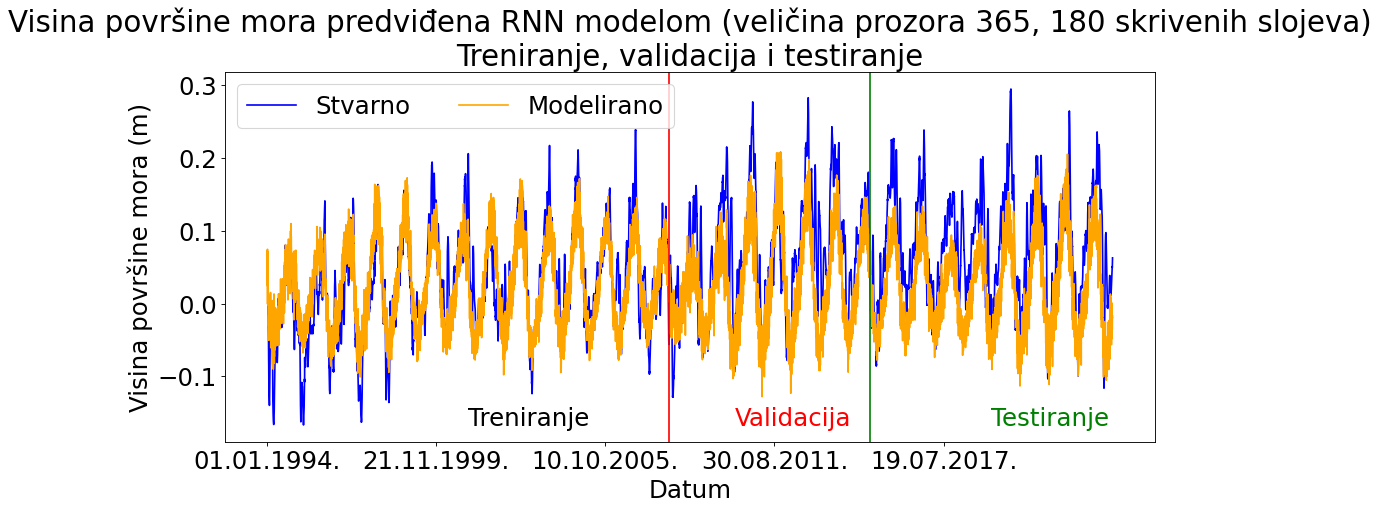 Visina površine mora predviđena RNN modelom (veličina prozora 365, 180 skrivenih slojeva)
Treniranje, validacija i testiranje
Stvarno
Modelirano
Visina površine mora (m)
0.3
0.2
0.1
0.0
−0.1
Treniranje
Validacija
Testiranje
01.01.1994.
21.11.1999.
10.10.2005.
30.08.2011.
19.07.2017.
Datum